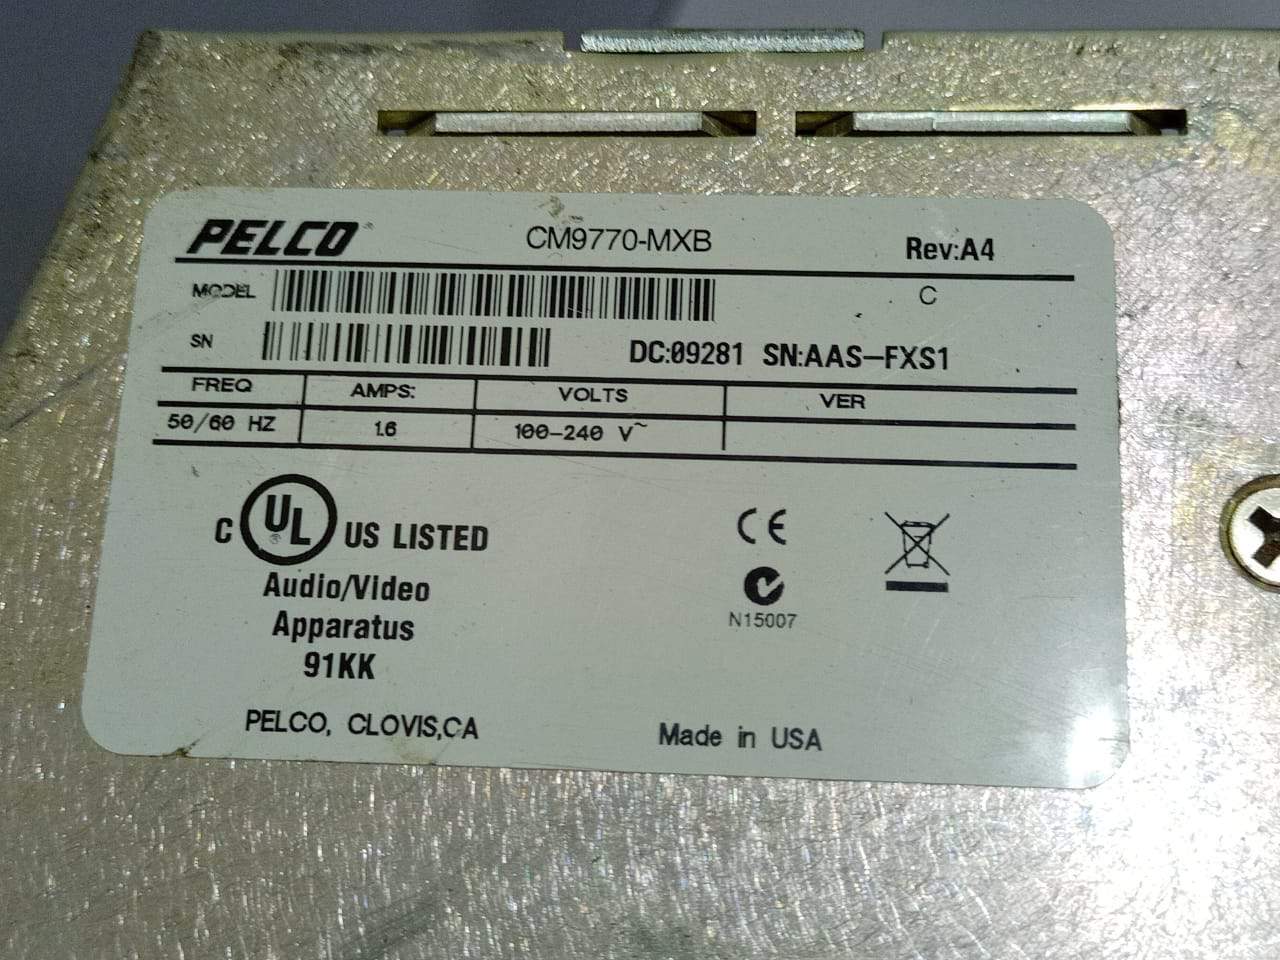 PELCO® CM9770-MXB Rev:A4
MODEL C
SN DC:09281 SN:AAS-FXS1
FREQ AMPS: VOLTS VER
50/60 HZ 1.6 100-240 V~
C UL® US LISTED
CE
Audio/Video
Apparatus
91KK
N15007
PELCO, CLOVIS,CA Made in USA